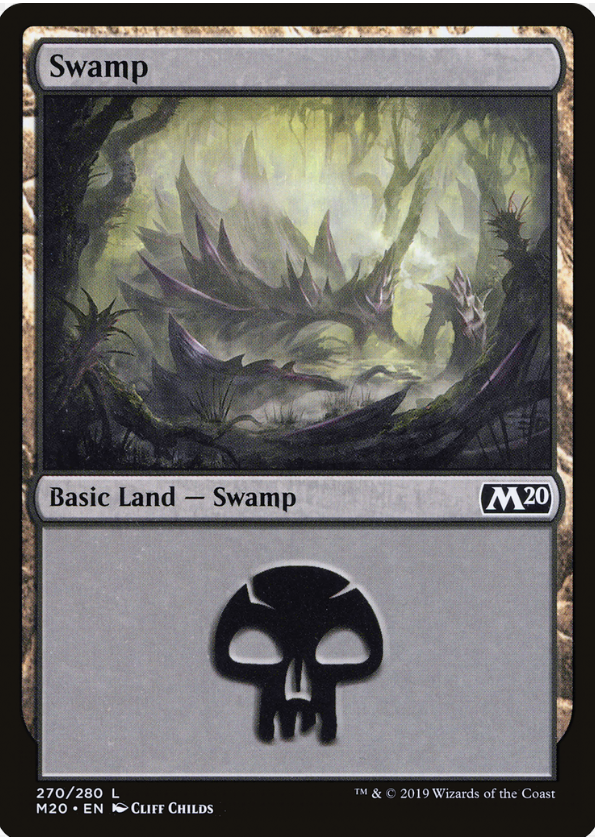 Swamp
Basic Land — Swamp
M20
270/280 L
M20 • EN Cliff Childs
™ & © 2019 Wizards of the Coast